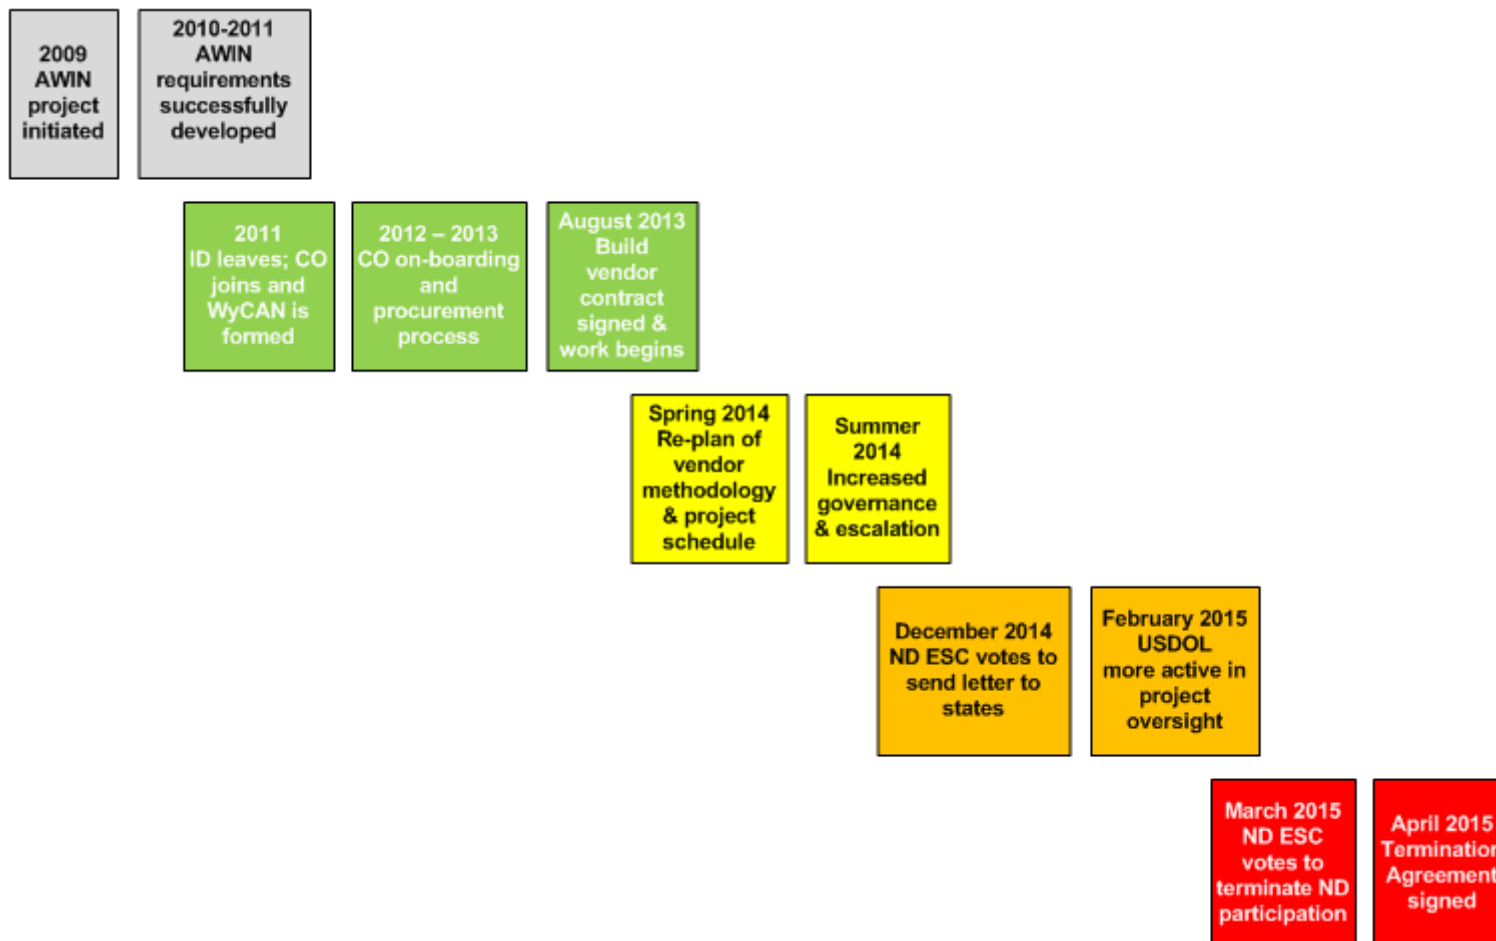 2009
AWIN
project
initiated
2010-2011
AWIN
requirements
successfully
developed
2011
ID leaves; CO
joins and
WyCAN is
formed
2012 – 2013
CO on-boarding
and
procurement
process
August 2013
Build
vendor
contract
signed &
work begins
Spring 2014
Re-plan of
vendor
methodology
& project
schedule
Summer
2014
Increased
governance
& escalation
December 2014
ND ESC votes to
send letter to
states
February 2015
USDOL
more active in
project
oversight
March 2015
ND ESC
votes to
terminate ND
participation
April 2015
Termination
Agreement
signed